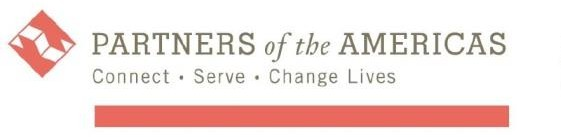 PARTNERS of the AMERICAS
Connect • Serve • Change Lives